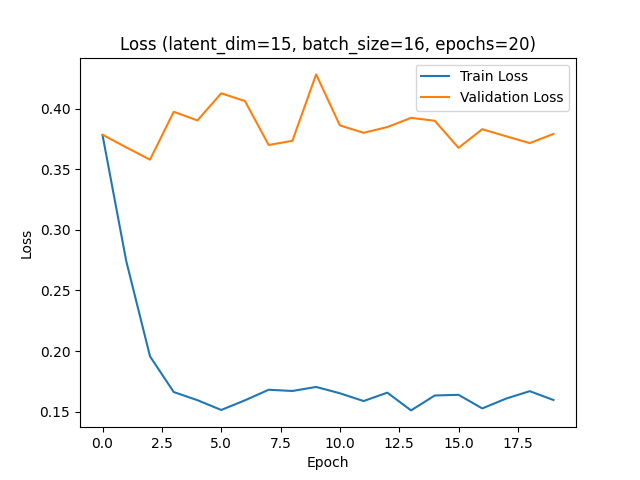 Loss (latent_dim=15, batch_size=16, epochs=20)
Train Loss
Validation Loss
0.40
0.35
0.30
0.25
0.20
0.15
Loss
0.0 2.5 5.0 7.5 10.0 12.5 15.0 17.5
Epoch